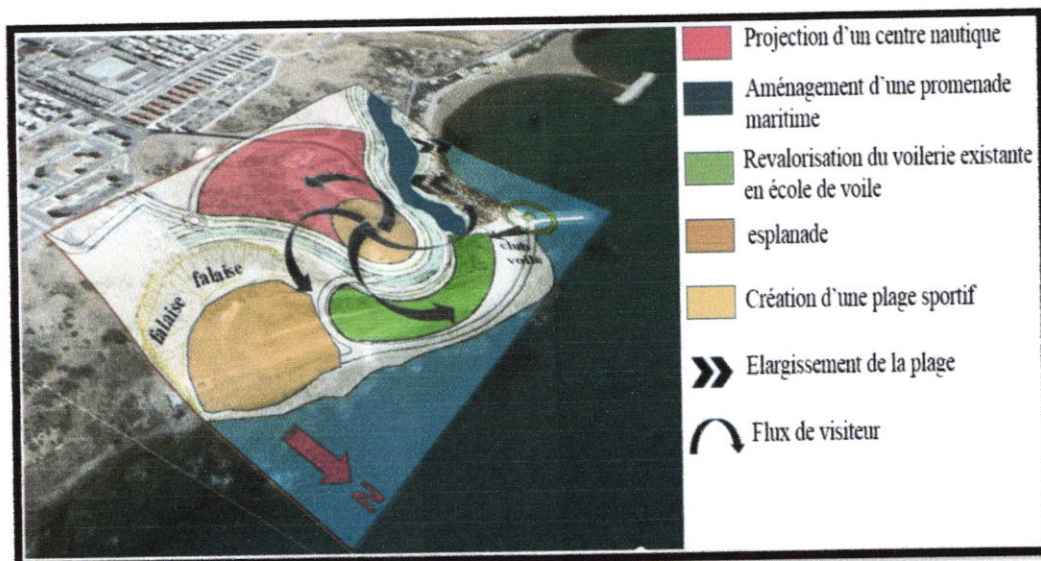 Projection d'un centre nautique
Aménagement d'une promenade
maritime
Revalorisation du voilerie existante
en école de voile
esplanade
Création d'une plage sportif
Elargissement de la plage
Flux de visiteur
club
voile
falaise
falaise
N